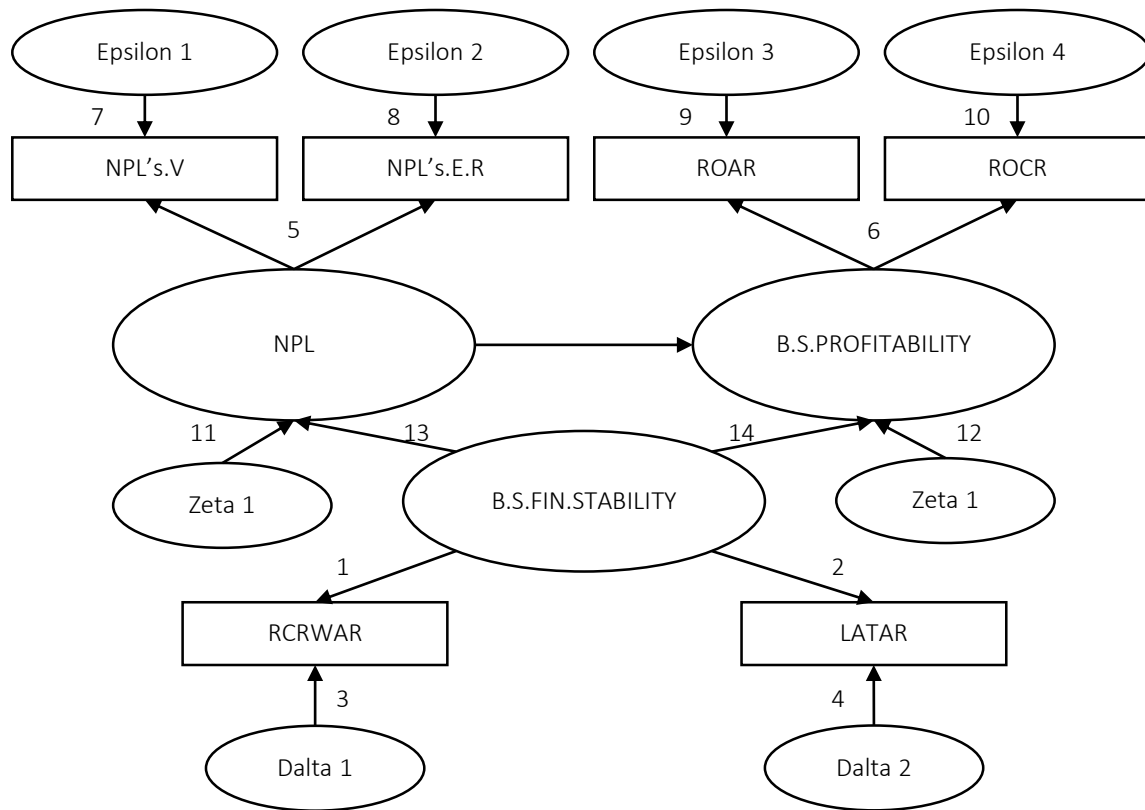 Epsilon 1
Epsilon 2
Epsilon 3
Epsilon 4
7
8
9
10
NPL’s.V
NPL’s.E.R
ROAR
ROCR
5
6
NPL
B.S.PROFITABILITY
11
13
14
12
Zeta 1
B.S.FIN.STABILITY
Zeta 1
1
2
RCRWAR
LATAR
3
4
Dalta 1
Dalta 2